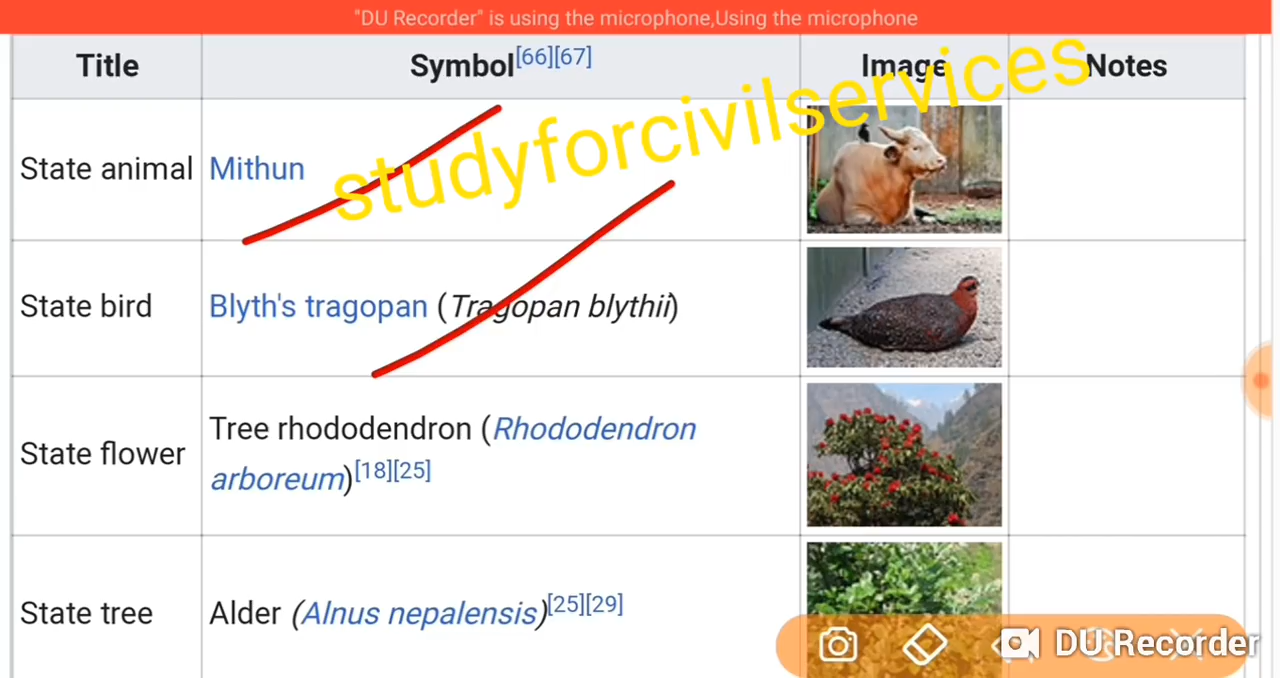 "DU Recorder" is using the microphone,Using the microphone
Title Symbol[66][67] Image Notes
studyforcivilservices
State animal Mithun
State bird Blyth's tragopan (Tragopan blythii)
State flower Tree rhododendron (Rhododendron
arboreum)[18][25]
State tree Alder (Alnus nepalensis)[25][29]
DU Recorder